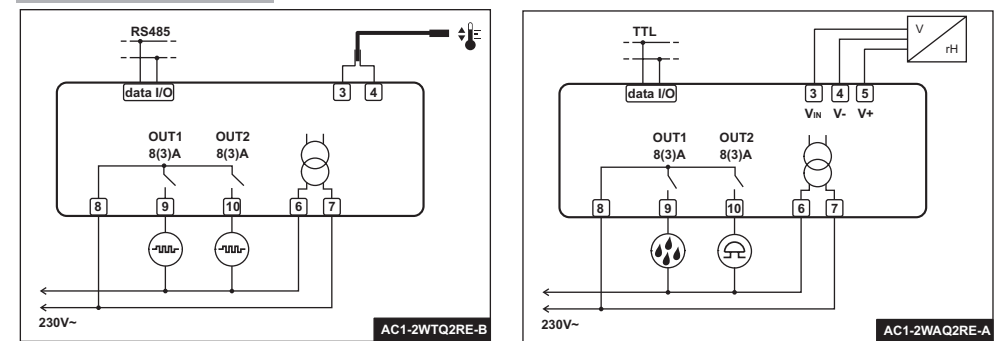 RS485
data I/O
3 4
OUT1 OUT2
8(3)A 8(3)A
8 9 10 6 7
230V~
AC1-2WTQ2RE-B
TTL
V
rH
data I/O
3 4 5
VIN V- V+
OUT1 OUT2
8(3)A 8(3)A
8 9 10 6 7
230V~
AC1-2WAQ2RE-A